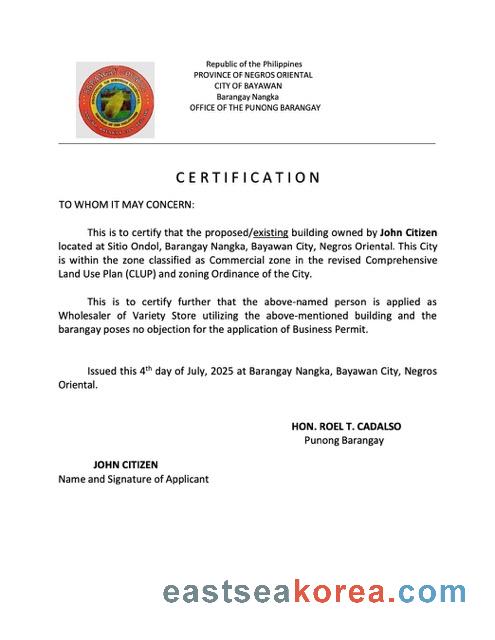 Republic of the Philippines
PROVINCE OF NEGROS ORIENTAL
CITY OF BAYAWAN
Barangay Nangka
OFFICE OF THE PUNONG BARANGAY
CERTIFICATION
TO WHOM IT MAY CONCERN:
This is to certify that the proposed/existing building owned by John Citizen
located at Sitio Ondol, Barangay Nangka, Bayawan City, Negros Oriental. This City
is within the zone classified as Commercial zone in the revised Comprehensive
Land Use Plan (CLUP) and zoning Ordinance of the City.
This is to certify further that the above-named person is applied as
Wholesaler of Variety Store utilizing the above-mentioned building and the
barangay poses no objection for the application of Business Permit.
Issued this 4th day of July, 2025 at Barangay Nangka, Bayawan City, Negros
Oriental.
HON. ROEL T. CADALSO
Punong Barangay
JOHN CITIZEN
Name and Signature of Applicant
eastseakorea.com